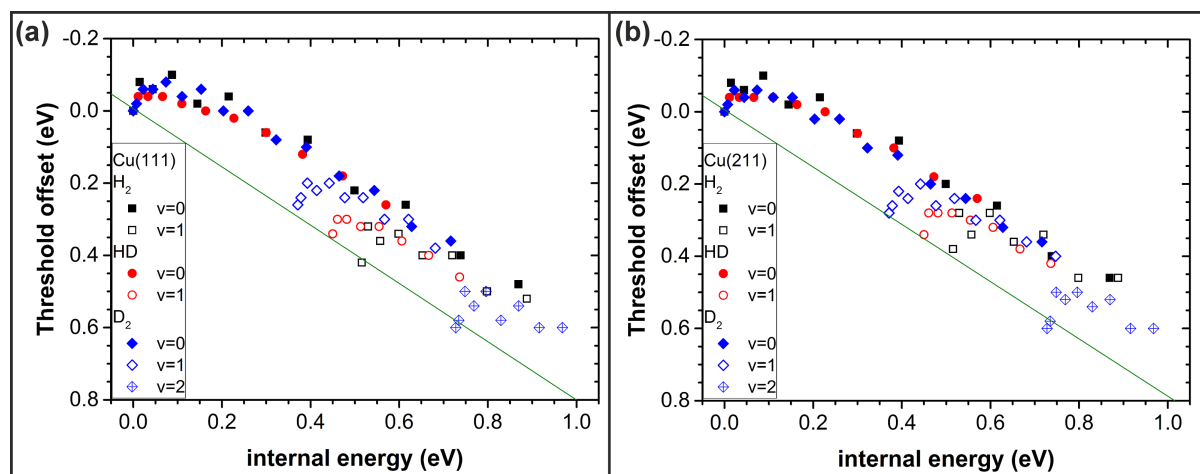 (a)
Threshold offset (eV)
-0.2
0.0
0.2
0.4
0.6
0.8
Cu(111)
H2
v=0
v=1
HD
v=0
v=1
D2
v=0
v=1
v=2
0.0 0.2 0.4 0.6 0.8 1.0
internal energy (eV)
(b)
Threshold offset (eV)
-0.2
0.0
0.2
0.4
0.6
0.8
Cu(211)
H2
v=0
v=1
HD
v=0
v=1
D2
v=0
v=1
v=2
0.0 0.2 0.4 0.6 0.8 1.0
internal energy (eV)